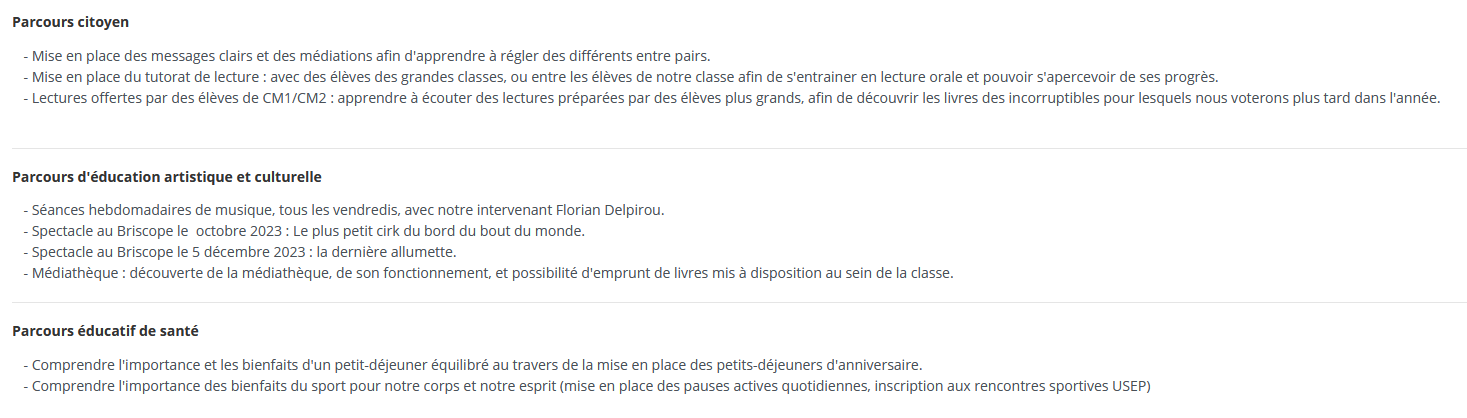 Parcours citoyen
- Mise en place des messages clairs et des médiations afin d'apprendre à régler des différents entre pairs.
- Mise en place du tutorat de lecture : avec des élèves des grandes classes, ou entre les élèves de notre classe afin de s'entrainer en lecture orale et pouvoir s'apercevoir de ses progrès.
- Lectures offertes par des élèves de CM1/CM2 : apprendre à écouter des lectures préparées par des élèves plus grands, afin de découvrir les livres des incorruptibles pour lesquels nous voterons plus tard dans l'année.
Parcours d'éducation artistique et culturelle
- Séances hebdomadaires de musique, tous les vendredis, avec notre intervenant Florian Delpirou.
- Spectacle au Briscope le  octobre 2023 : Le plus petit cirk du bord du bout du monde.
- Spectacle au Briscope le 5 décembre 2023 : la dernière allumette.
- Médiathèque : découverte de la médiathèque, de son fonctionnement, et possibilité d'emprunt de livres mis à disposition au sein de la classe.
Parcours éducatif de santé
- Comprendre l'importance et les bienfaits d'un petit-déjeuner équilibré au travers de la mise en place des petits-déjeuners d'anniversaire.
- Comprendre l'importance des bienfaits du sport pour notre corps et notre esprit (mise en place des pauses actives quotidiennes, inscription aux rencontres sportives USEP)